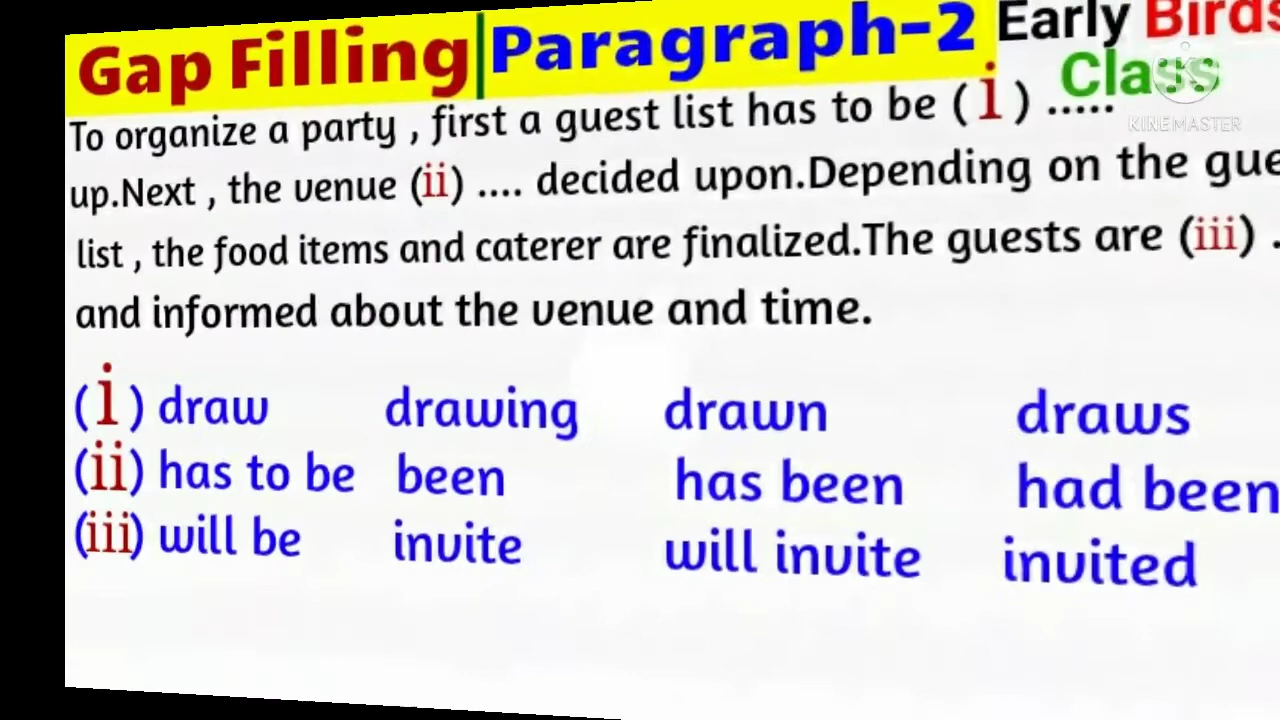 Gap Filling|Paragraph-2 Early Birds
Class
KINEMASTER
To organize a party , first a guest list has to be ( i ) .....
up.Next , the venue (ii) .... decided upon.Depending on the gue
list , the food items and caterer are finalized.The guests are (iii) .
and informed about the venue and time.
( i ) draw drawing drawn draws
(ii) has to be been has been had been
(iii) will be invite will invite invited